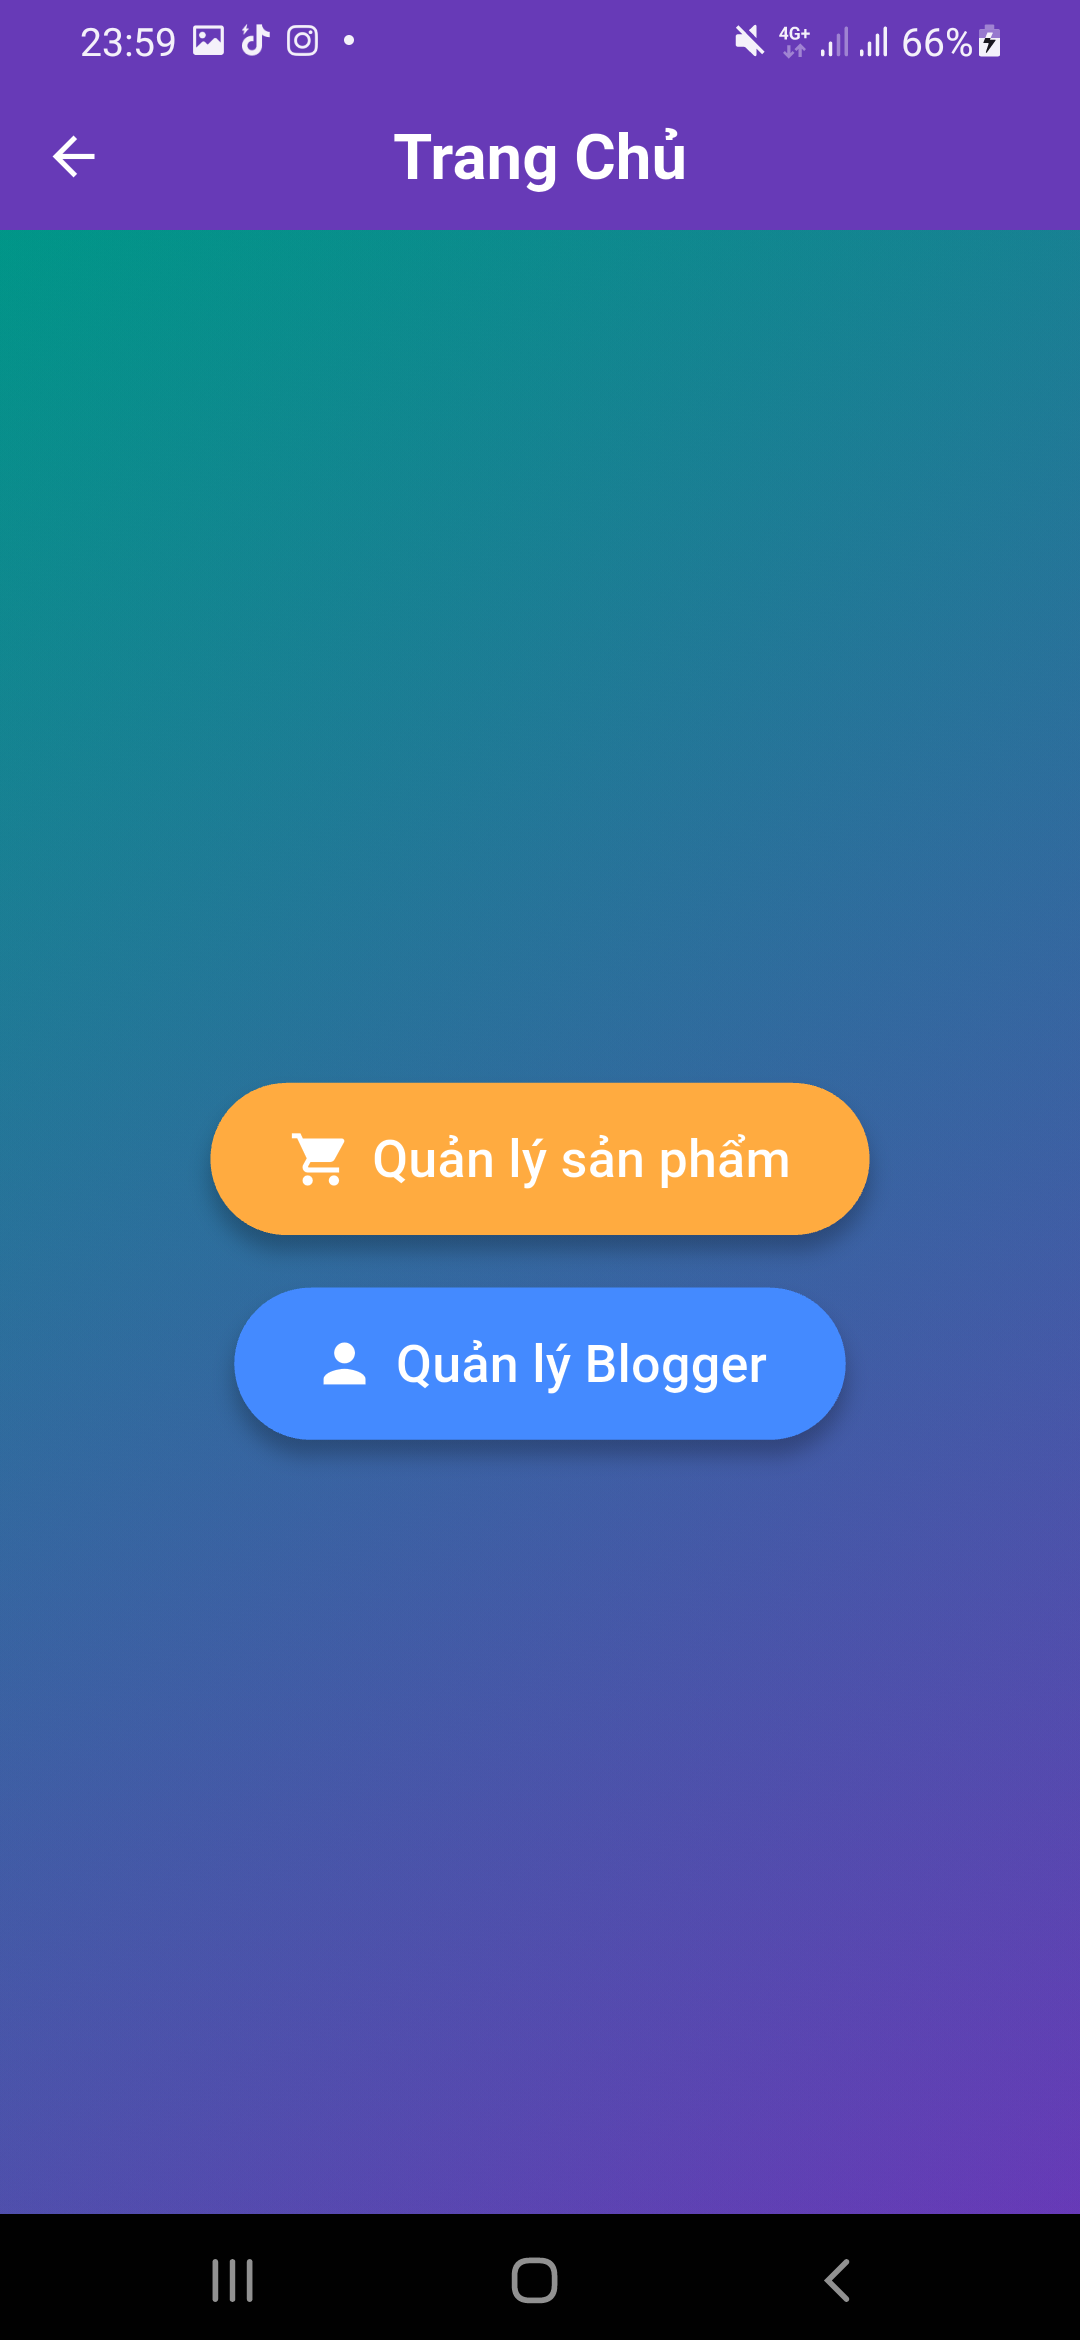 23:59 4G+ 66%
Trang Chủ
Quản lý sản phẩm
Quản lý Blogger